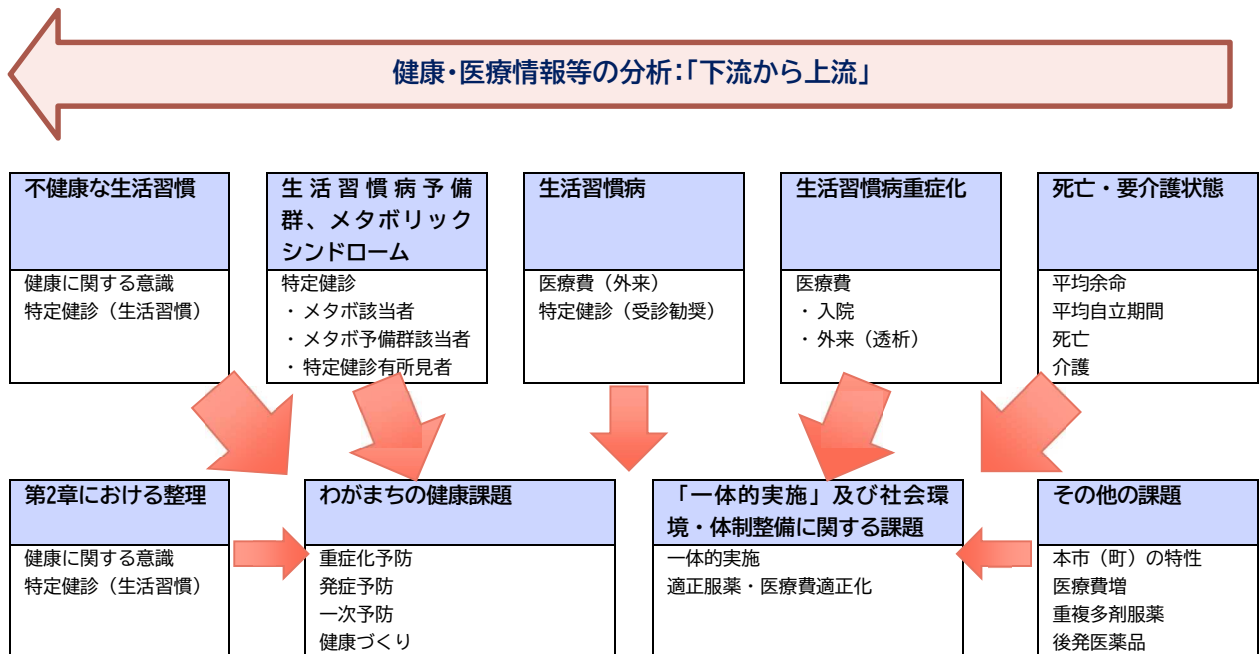 健康・医療情報等の分析：「下流から上流」
不健康な生活習慣
健康に関する意識
特定健診（生活習慣）
生活習慣病予備
群、メタボリック
シンドローム
特定健診
・メタボ該当者
・メタボ予備群該当者
・特定健診有所見者
生活習慣病
医療費（外来）
特定健診（受診勧奨）
生活習慣病重症化
医療費
・入院
・外来（透析）
死亡・要介護状態
平均余命
平均自立期間
死亡
介護
第2章における整理
健康に関する意識
特定健診（生活習慣）
わがまちの健康課題
重症化予防
発症予防
一次予防
健康づくり
「一体的実施」及び社会環
境・体制整備に関する課題
一体的実施
適正服薬・医療費適正化
その他の課題
本市（町）の特性
医療費増
重複多剤服薬
後発医薬品